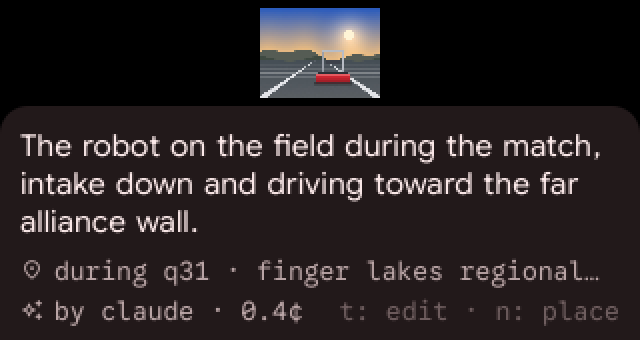 The robot on the field during the match,
intake down and driving toward the far
alliance wall.
during q31 · finger lakes regional…
by claude · 0.4¢ t: edit · n: place